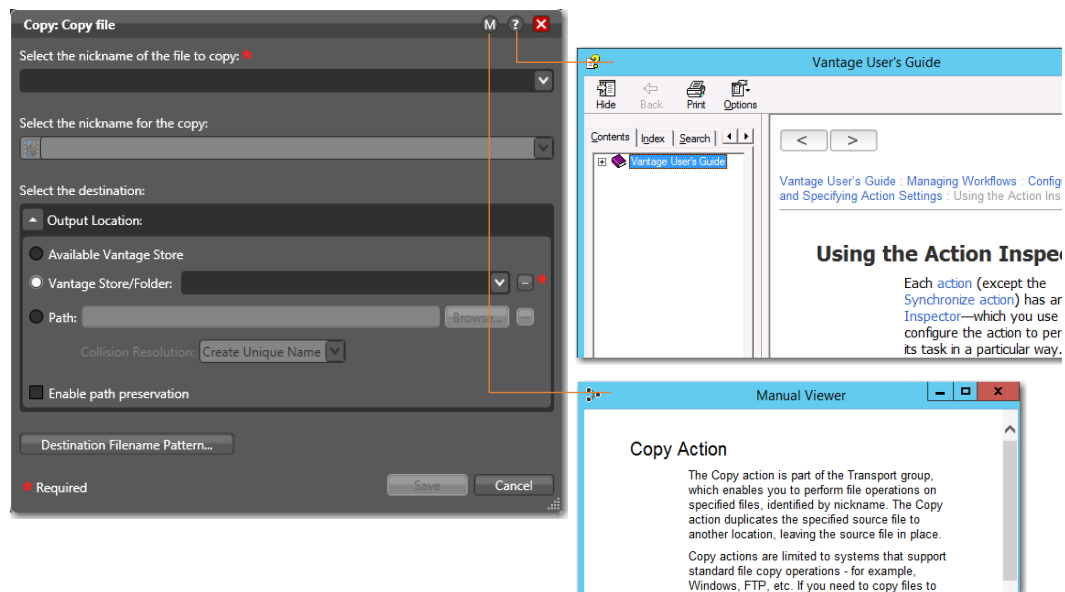 Copy: Copy file
M ?
Select the nickname of the file to copy: *
Select the nickname for the copy:
Select the destination:
Output Location:
Available Vantage Store
Vantage Store/Folder: *
Path: Browse...
Collision Resolution: Create Unique Name
Enable path preservation
Destination Filename Pattern...
* Required
Save Cancel
Vantage User's Guide
Hide Back Print Options
Contents Index Search
Vantage User's Guide
< >
Vantage User's Guide : Managing Workflows : Config
and Specifying Action Settings : Using the Action Ins
Using the Action Inspe
Each action (except the
Synchronize action) has an
Inspector—which you use
configure the action to per
its task in a particular way.
Manual Viewer
Copy Action
The Copy action is part of the Transport group,
which enables you to perform file operations on
specified files, identified by nickname. The Copy
action duplicates the specified source file to
another location, leaving the source file in place.
Copy actions are limited to systems that support
standard file copy operations - for example,
Windows, FTP, etc. If you need to copy files to